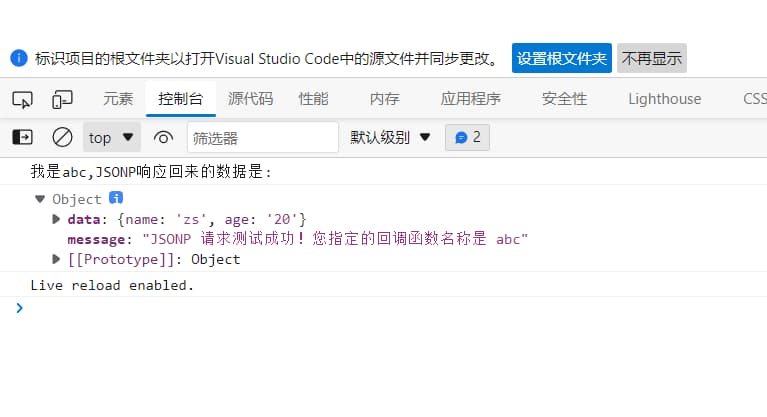 标识项目的根文件夹以打开Visual Studio Code中的源文件并同步更改。 设置根文件夹 不再显示
元素 控制台 源代码 性能 内存 应用程序 安全性 Lighthouse CSS
top 筛选器 默认级别 2
我是abc,JSONP响应回来的数据是:
Object
data: {name: 'zs', age: '20'}
message: "JSONP 请求测试成功！您指定的回调函数名称是 abc"
[[Prototype]]: Object
Live reload enabled.